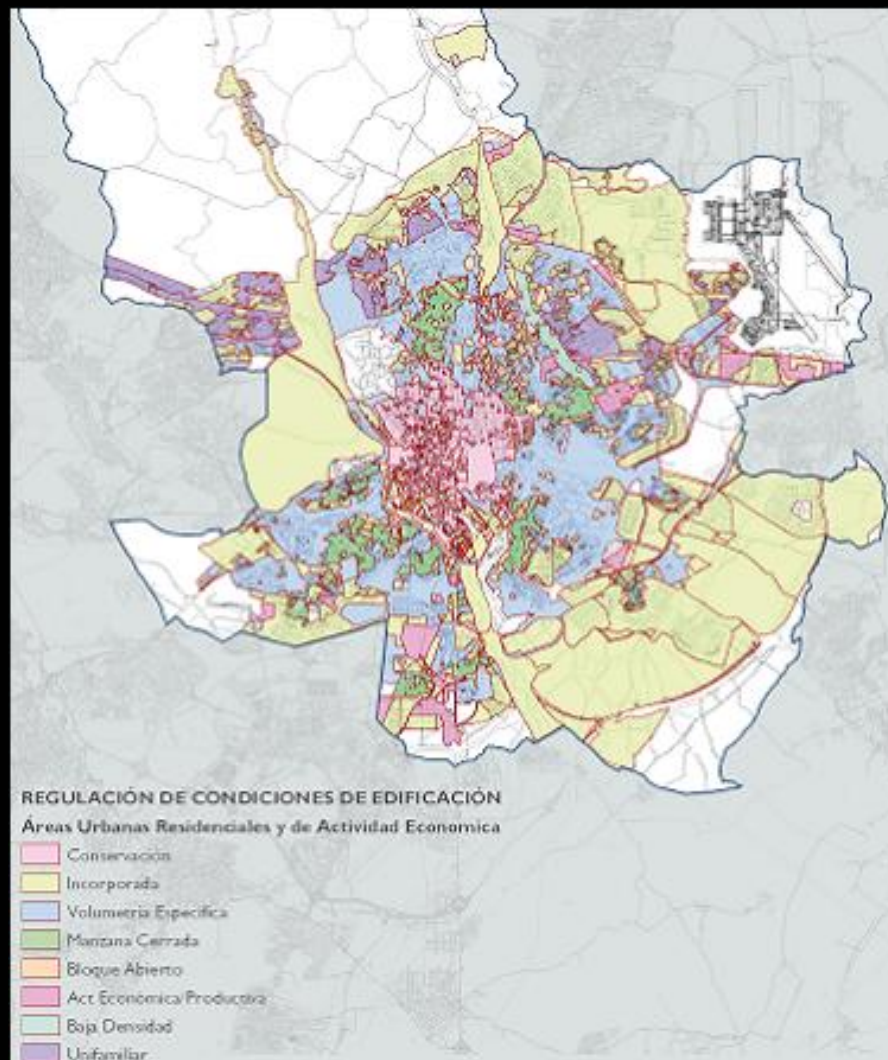 REGULACIÓN DE CONDICIONES DE EDIFICACIÓN
Áreas Urbanas Residenciales y de Actividad Economica
Conservación
Incorporada
Volumetría Específica
Manzana Cerrada
Bloque Abierto
Act Económica/Productiva
Baja Densidad
Unifamiliar